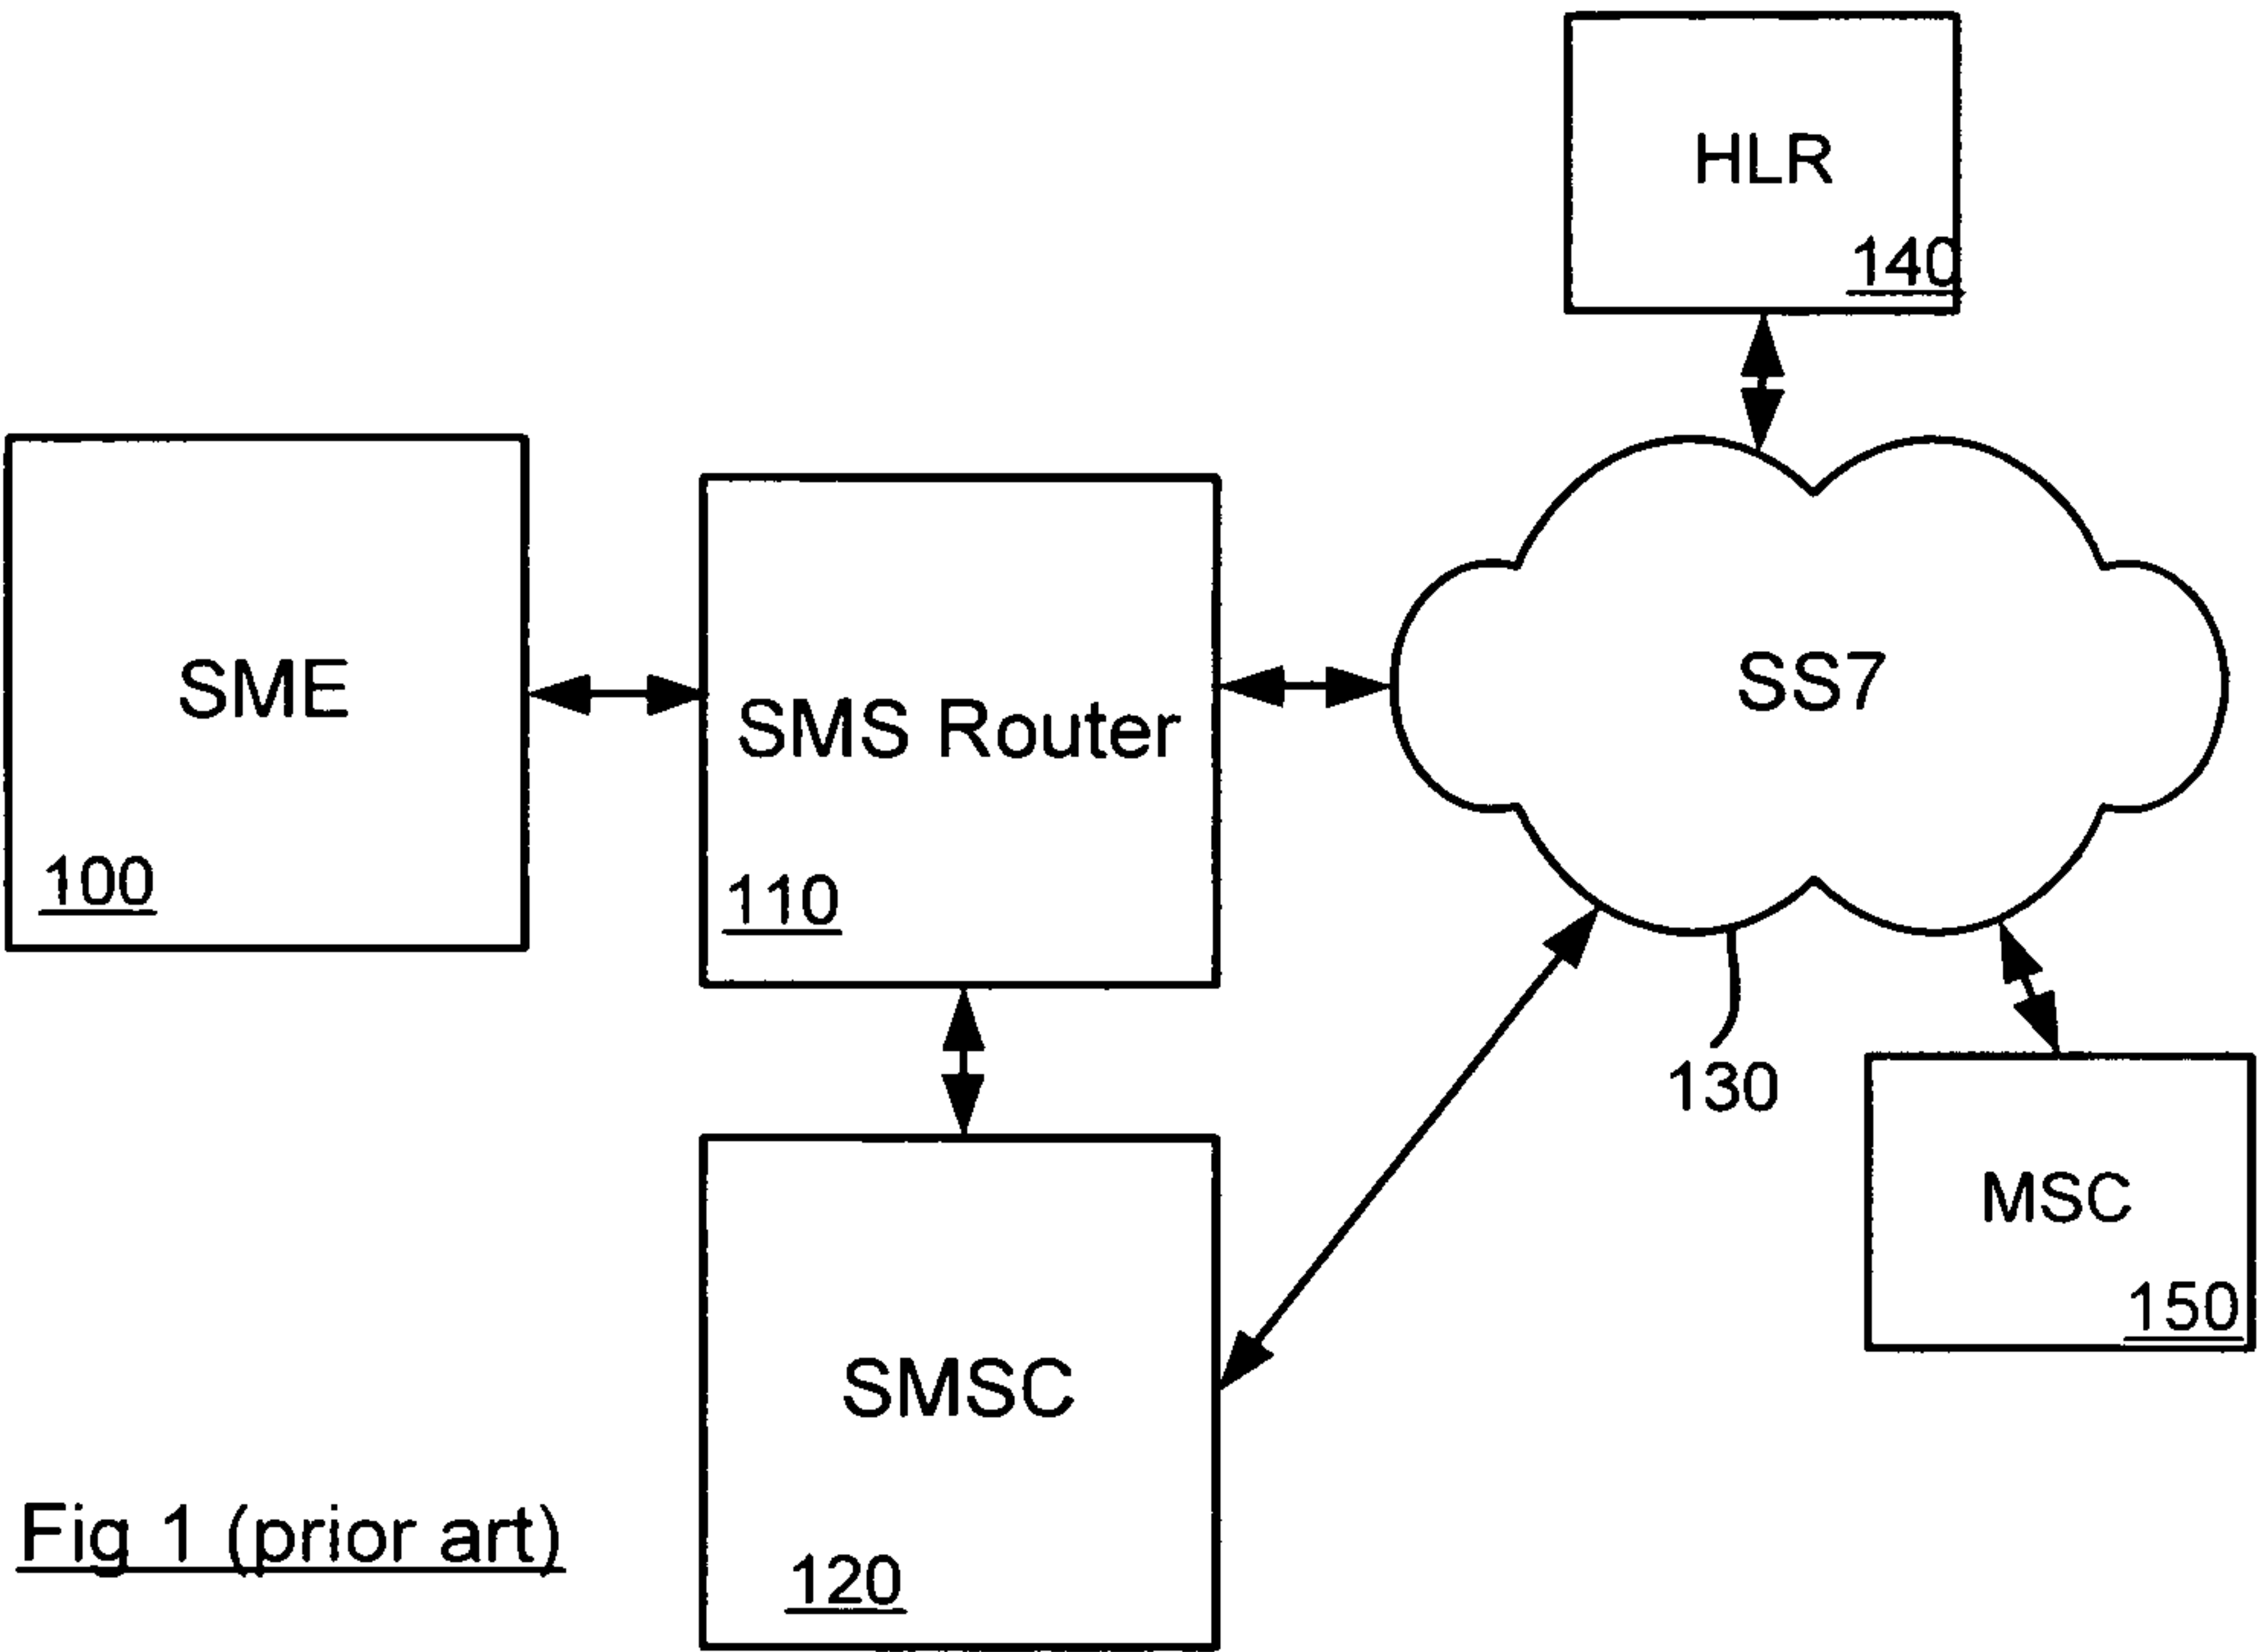 HLR
140
SME
100
SMS Router
110
SS7
130
MSC
150
SMSC
120
Fig 1 (prior art)